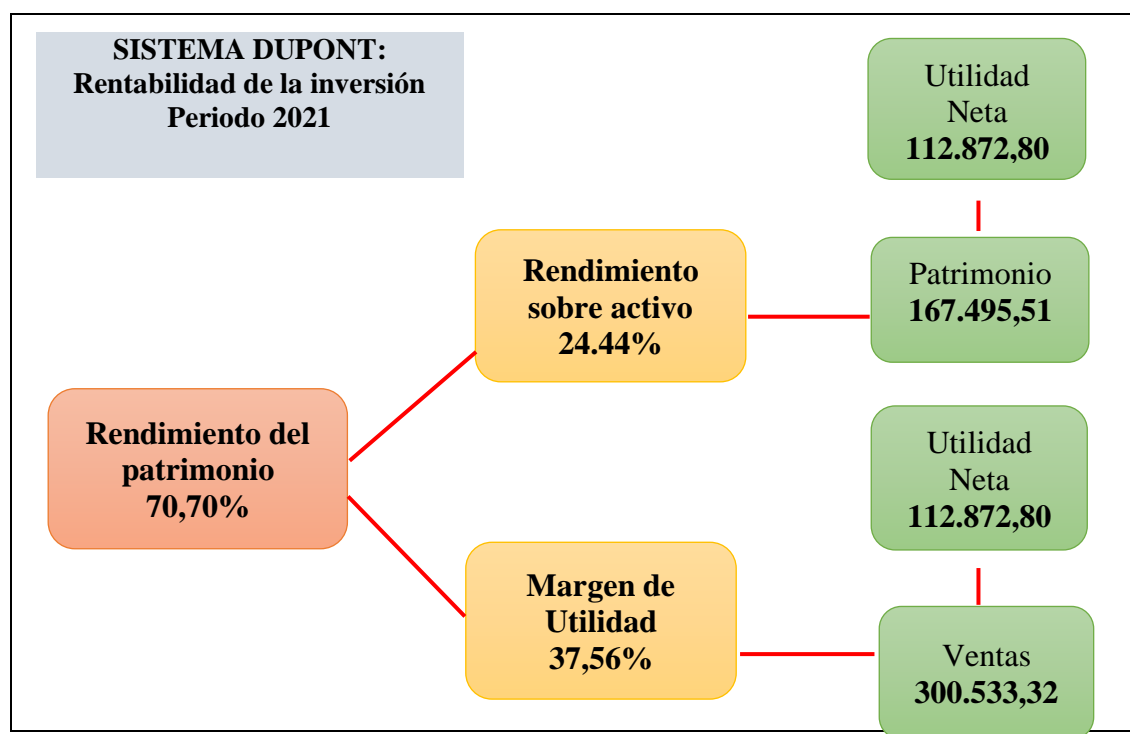 SISTEMA DUPONT:
Rentabilidad de la inversión
Periodo 2021
Utilidad
Neta
112.872,80
Rendimiento
sobre activo
24.44%
Patrimonio
167.495,51
Rendimiento del
patrimonio
70,70%
Utilidad
Neta
112.872,80
Margen de
Utilidad
37,56%
Ventas
300.533,32